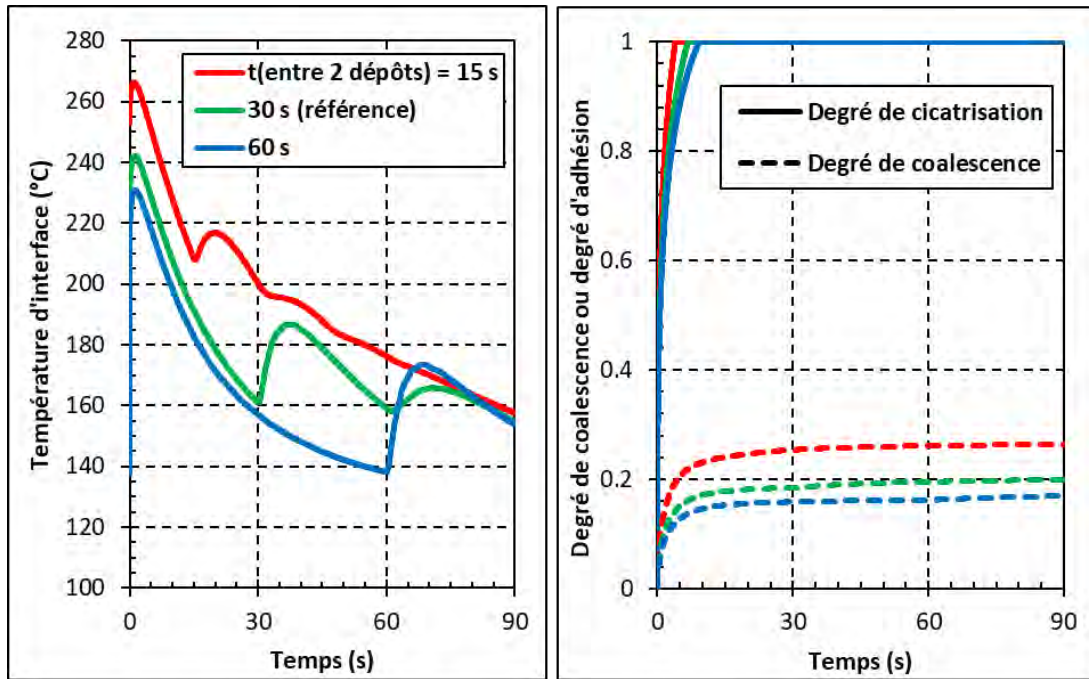 280
260
240
220
200
180
160
140
120
100
Température d'interface (°C)
t(entre 2 dépôts) = 15 s
30 s (référence)
60 s
0
30
60
90
Temps (s)
1
0.8
0.6
0.4
0.2
0
Degré de coalescence ou degré d'adhésion
Degré de cicatrisation
Degré de coalescence
0
30
60
90
Temps (s)